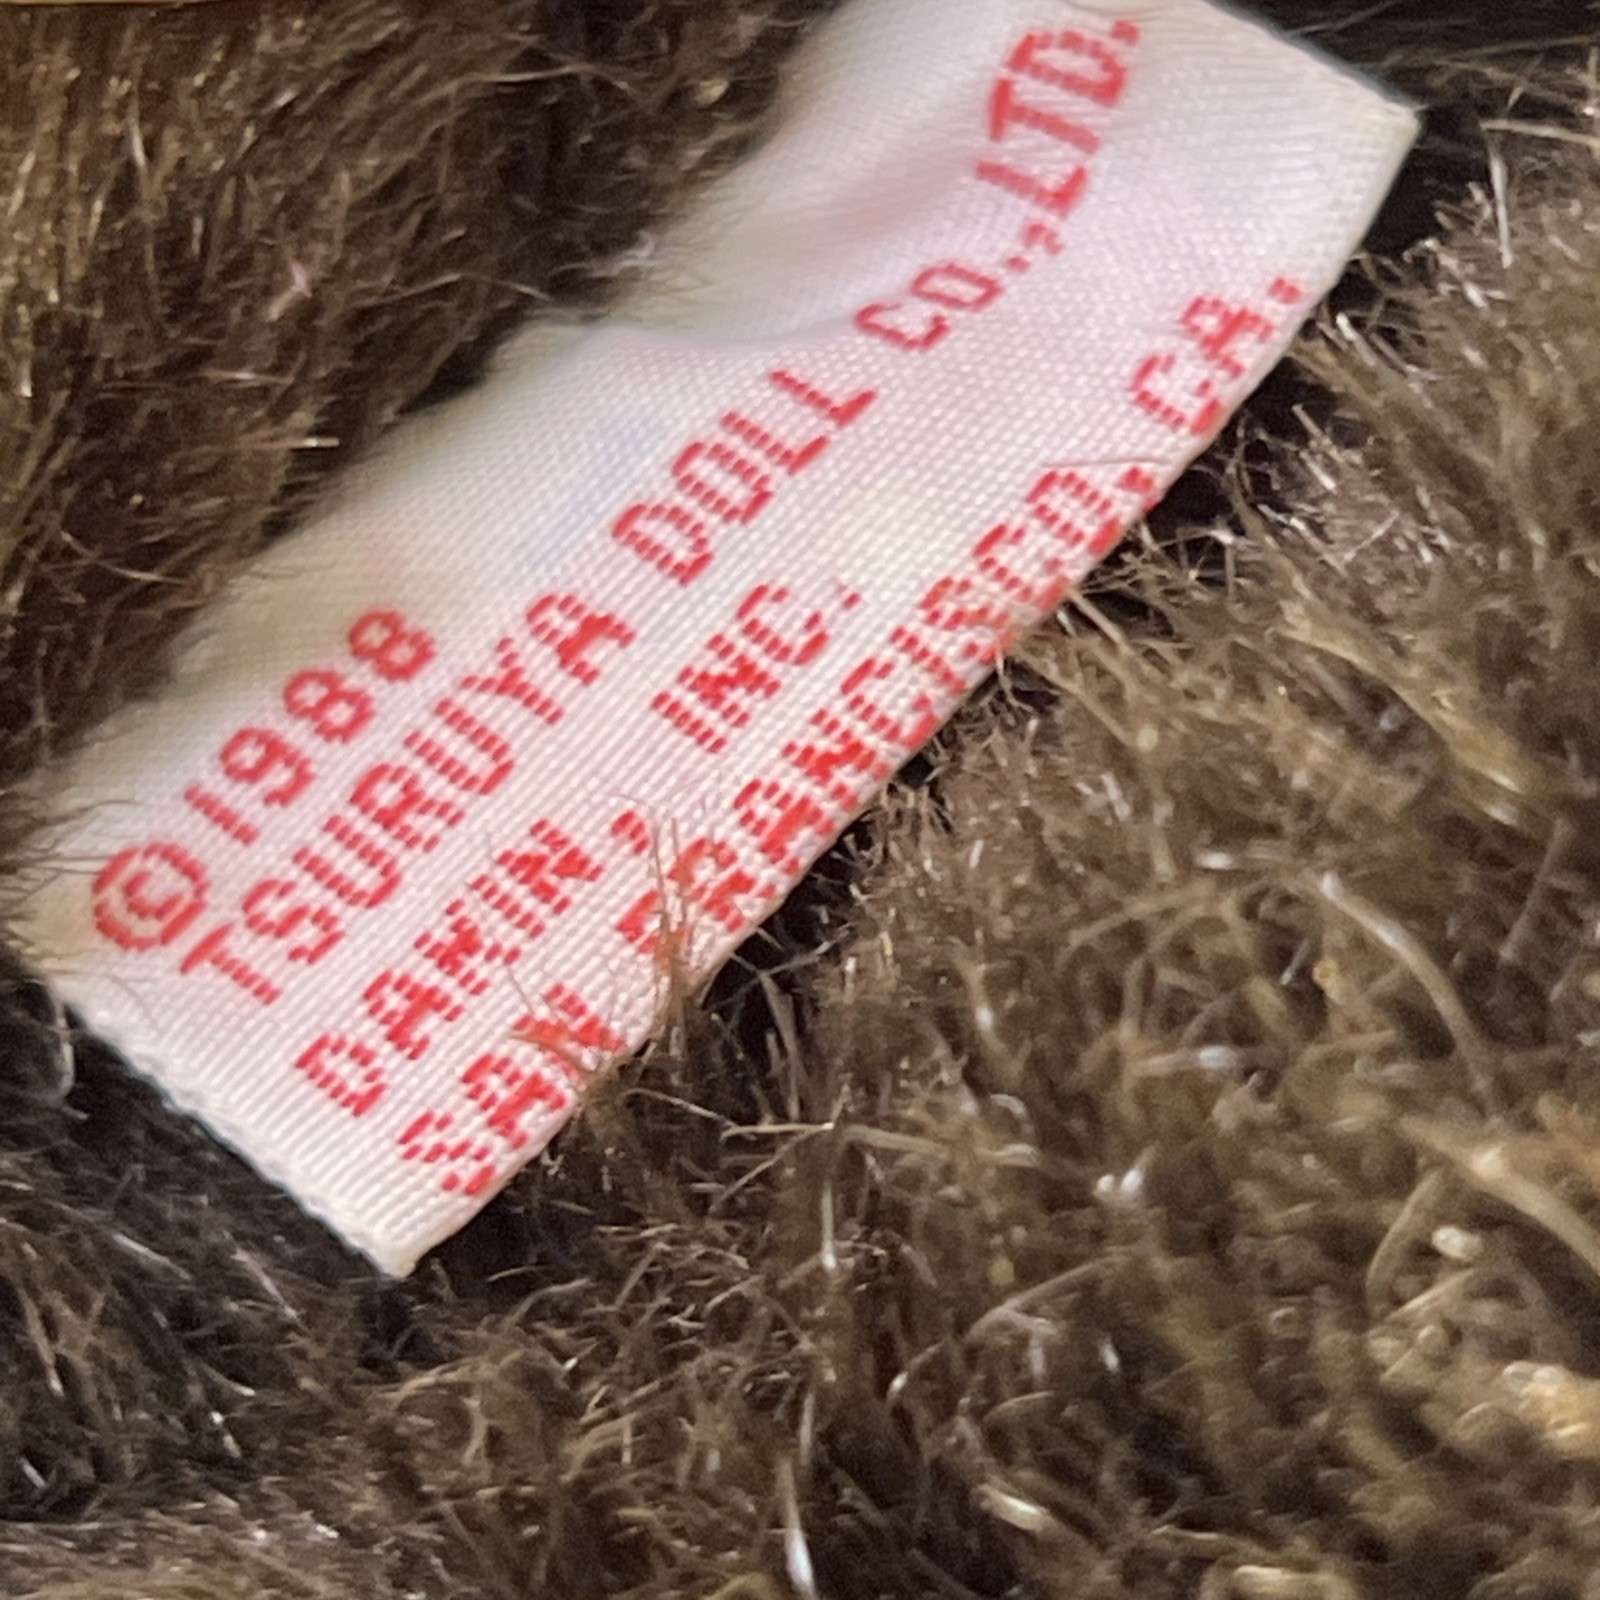 ©1988
TSURUYA DOLL CO.,LTD.
DAKIN, INC.
SAN FRANCISCO, CA.